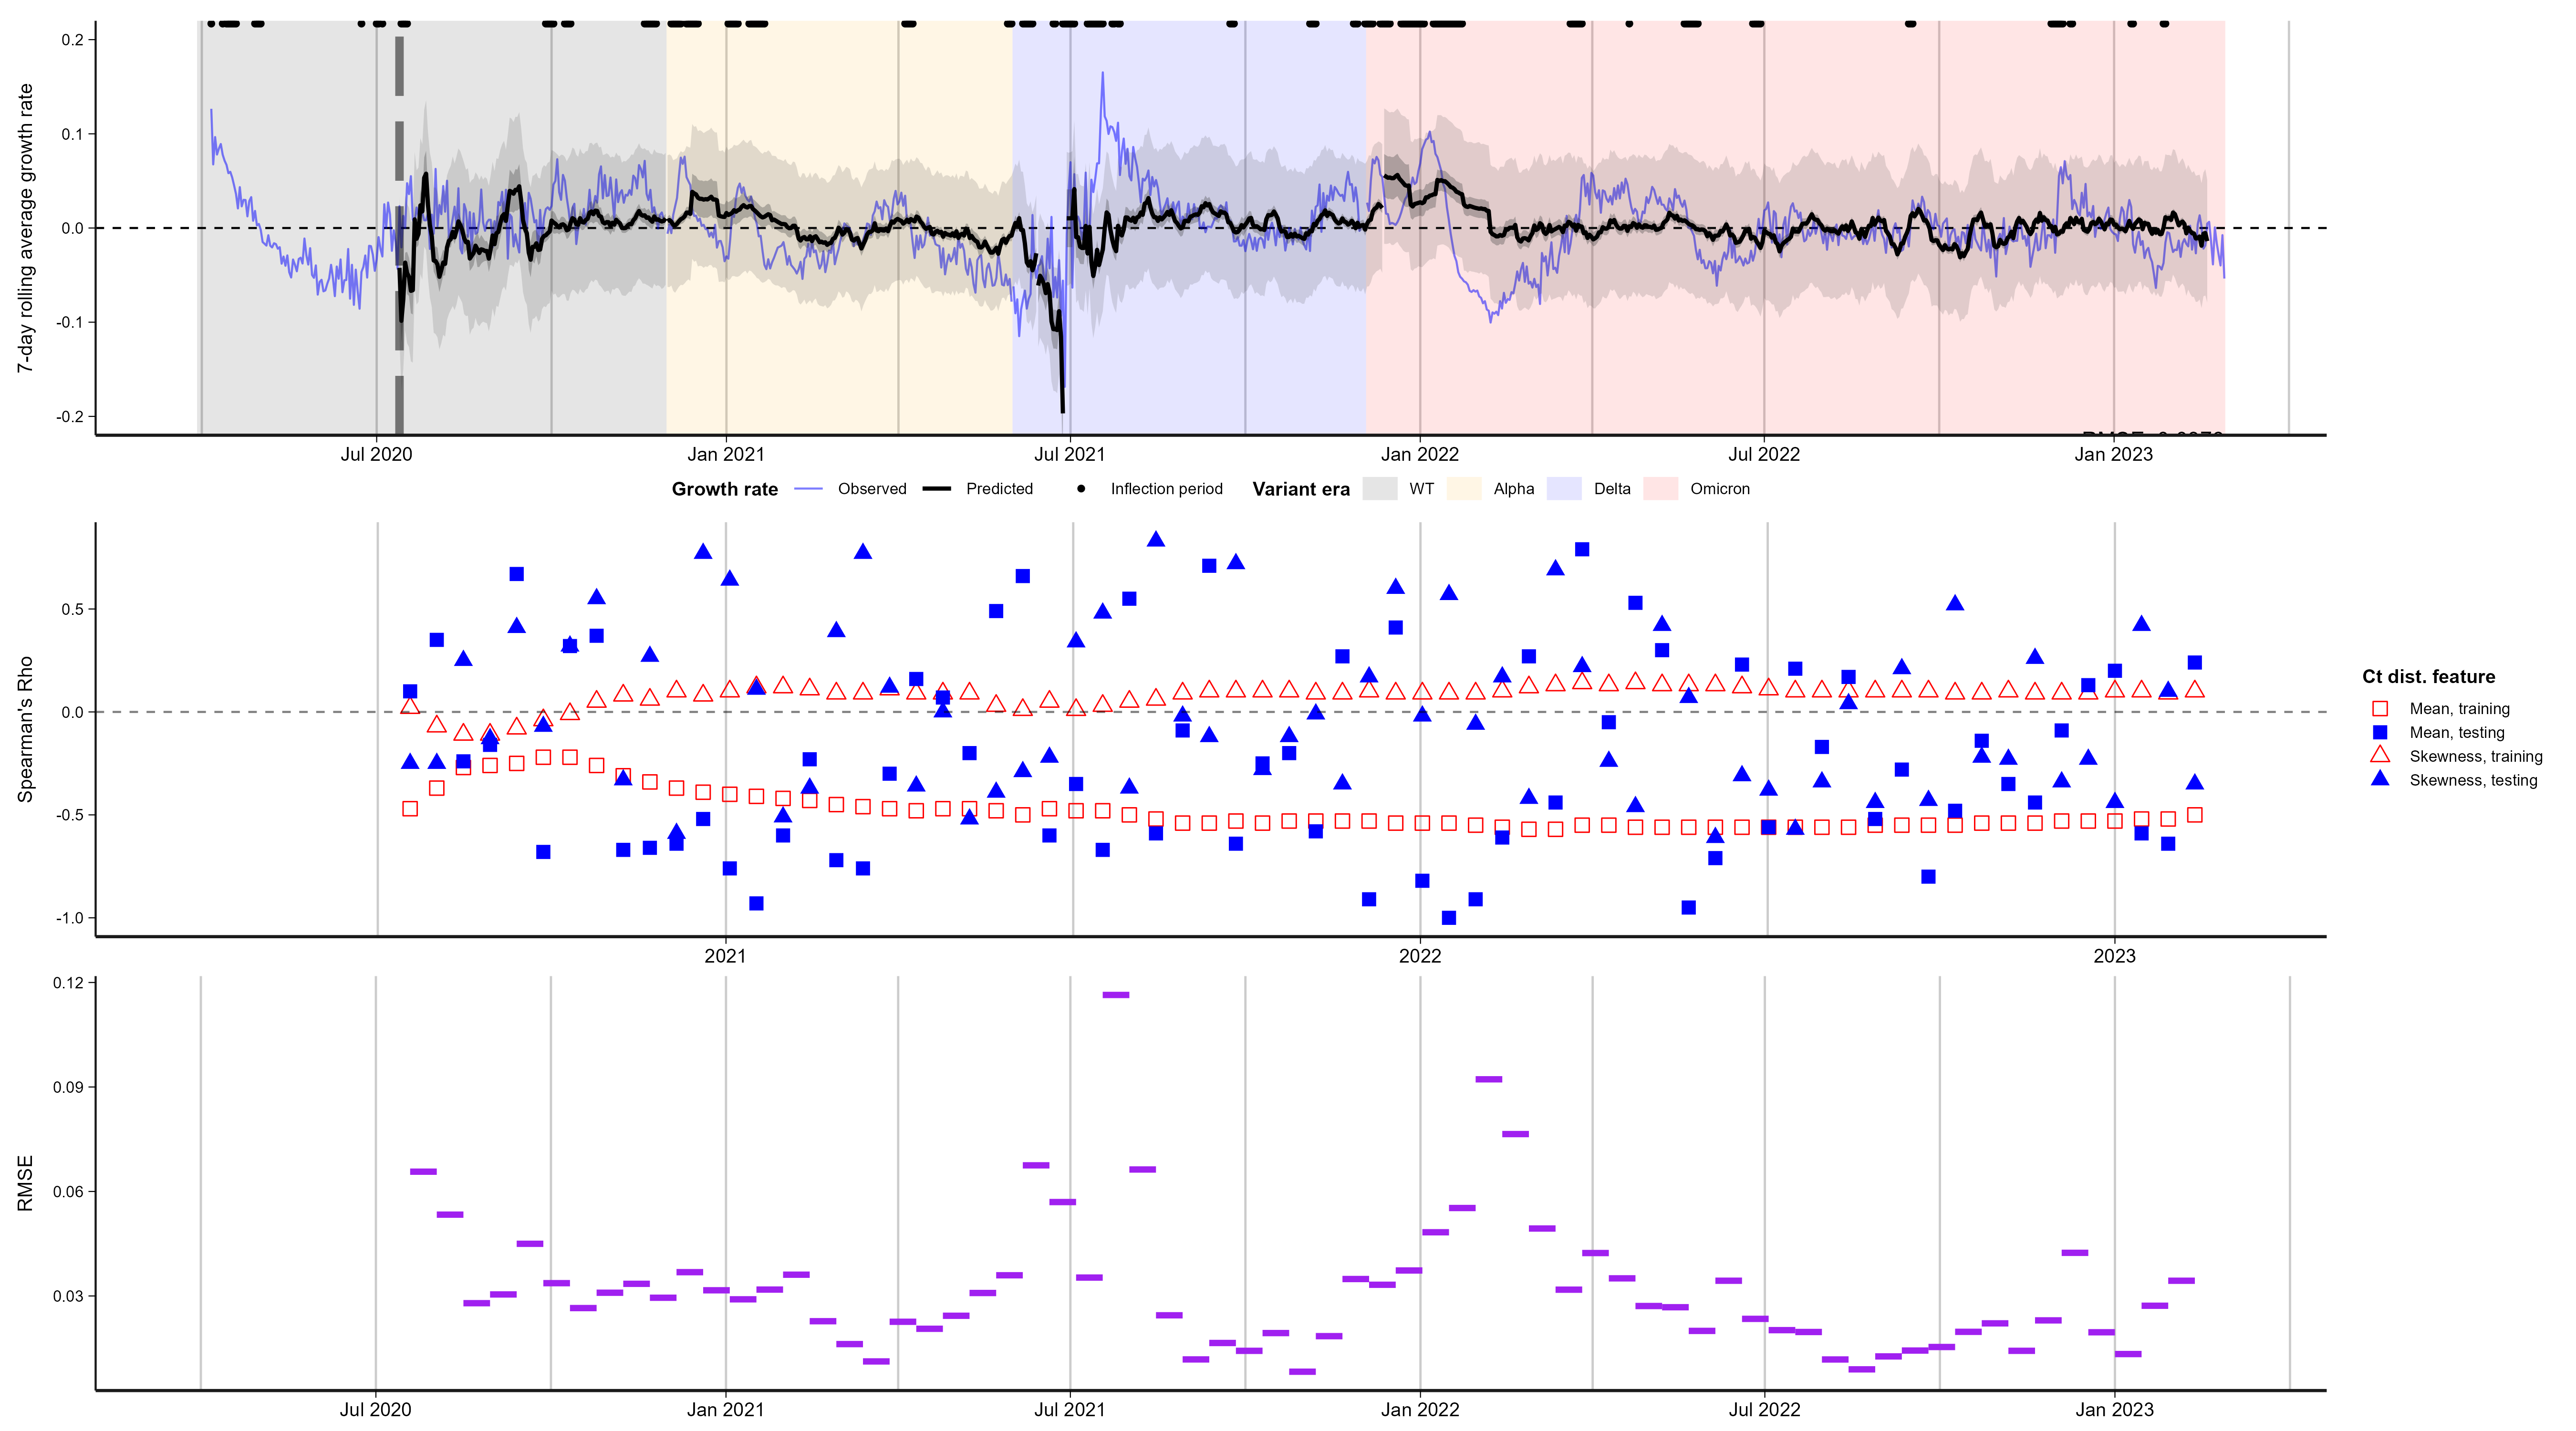 7-day rolling average growth rate
0.2
0.1
0.0
-0.1
-0.2
Jul 2020
Jan 2021
Jul 2021
Jan 2022
Jul 2022
Jan 2023
Growth rate
Observed
Predicted
Inflection period
Variant era
WT
Alpha
Delta
Omicron
Spearman's Rho
0.5
0.0
-0.5
-1.0
2021
2022
2023
Ct dist. feature
Mean, training
Mean, testing
Skewness, training
Skewness, testing
RMSE
0.12
0.09
0.06
0.03
Jul 2020
Jan 2021
Jul 2021
Jan 2022
Jul 2022
Jan 2023